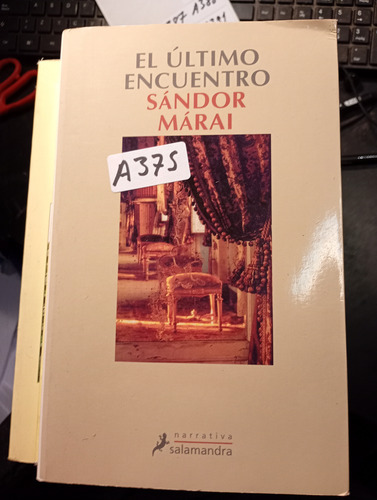 EL ÚLTIMO
ENCUENTRO
SÁNDOR
MÁRAI
A375
narrativa
salamandra